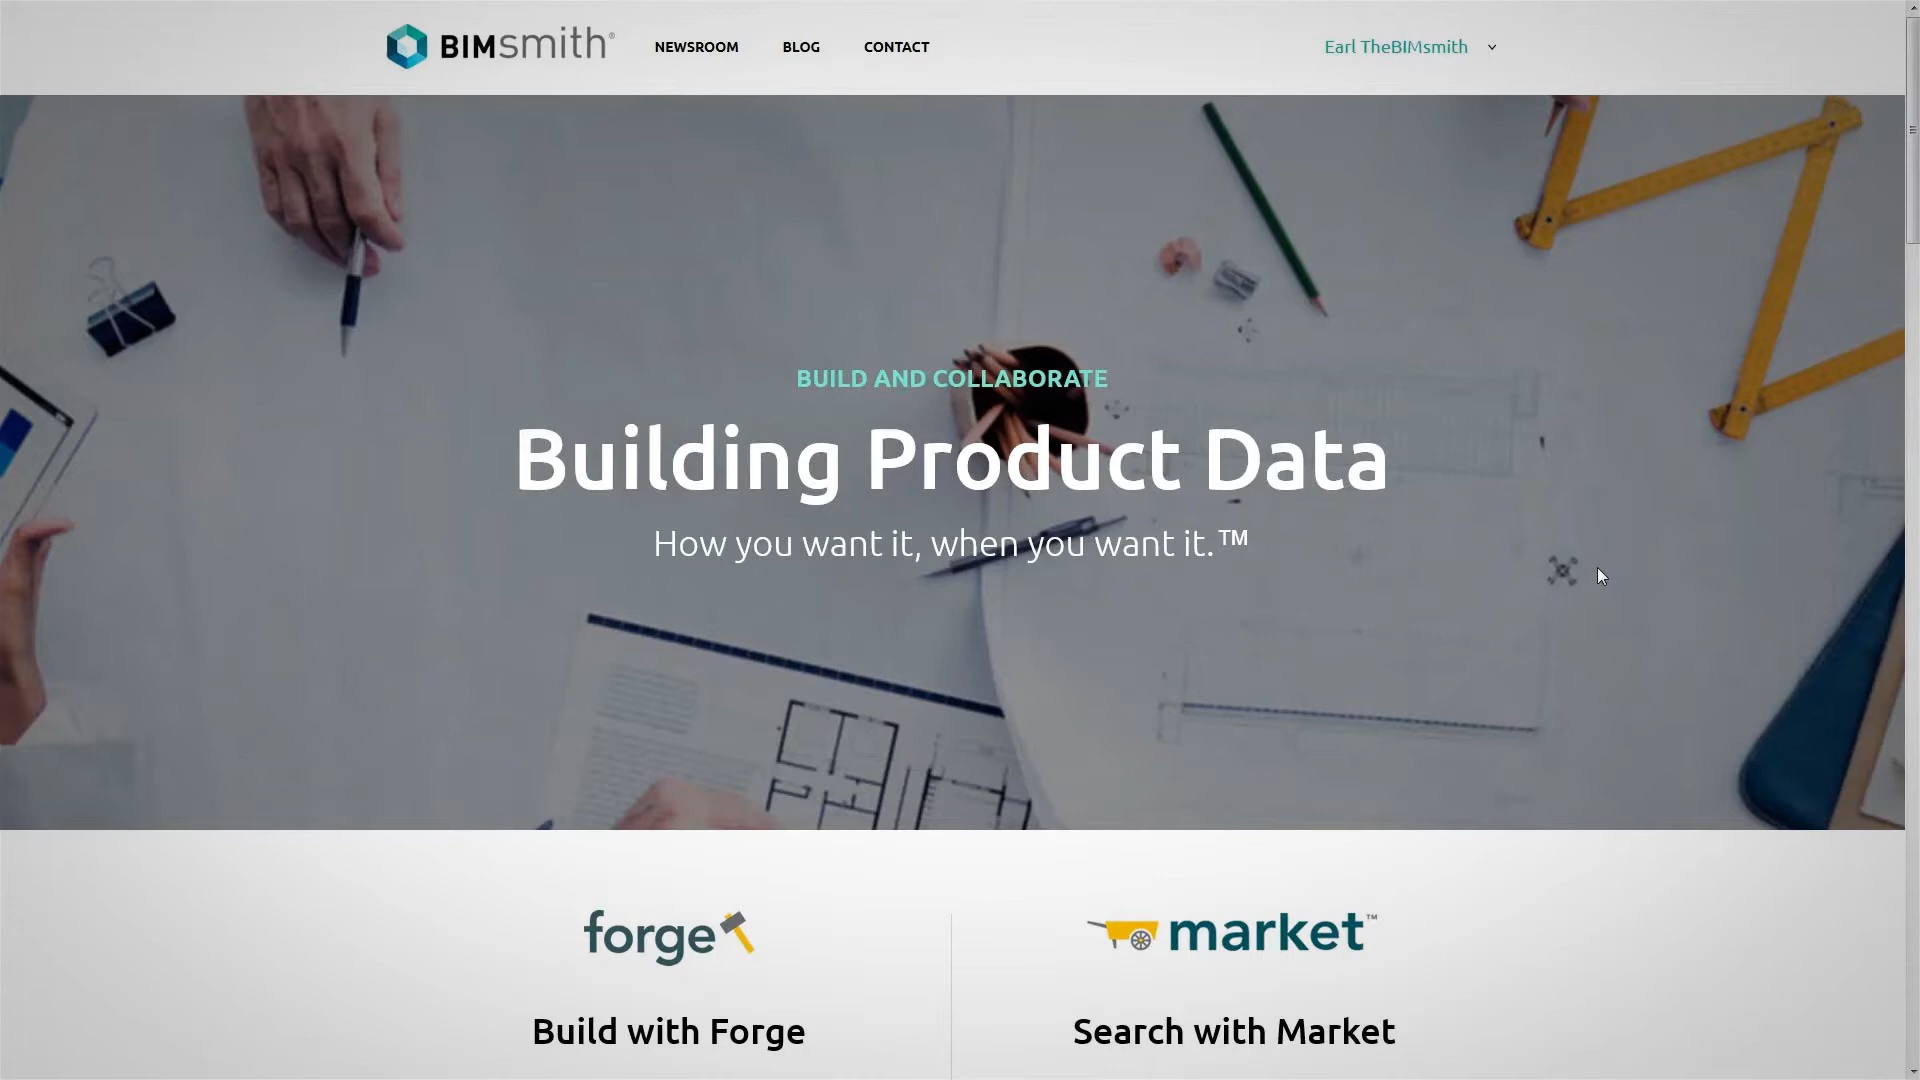 BIMsmith®
NEWSROOM
BLOG
CONTACT
Earl TheBIMsmith
BUILD AND COLLABORATE
Building Product Data
How you want it, when you want it.™
forge
market™
Build with Forge
Search with Market